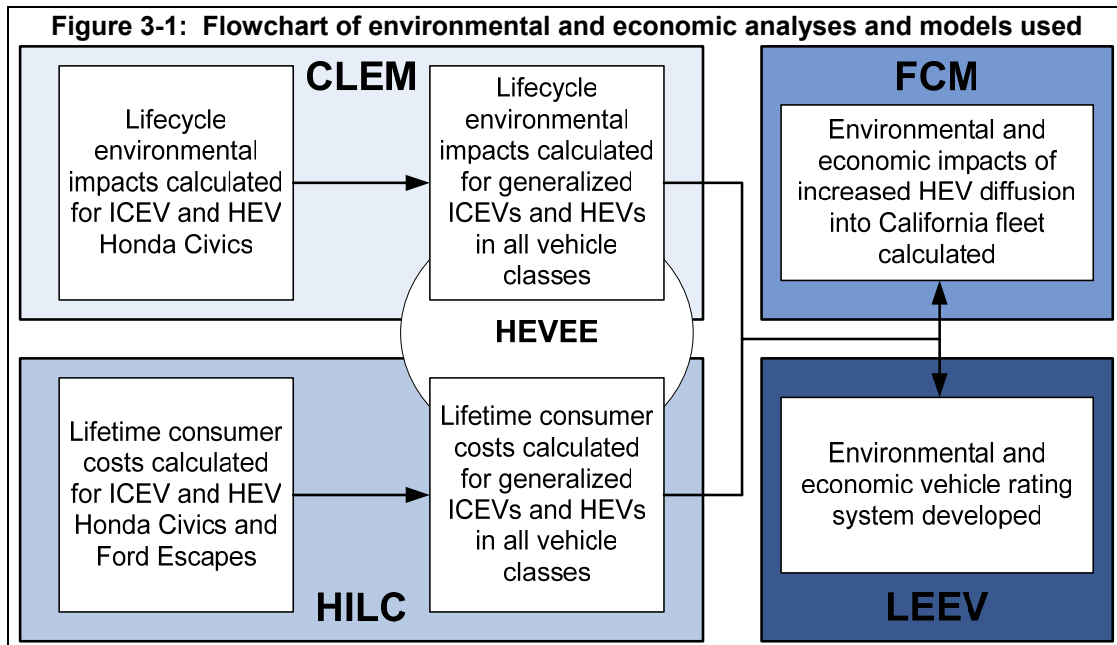 Figure 3-1: Flowchart of environmental and economic analyses and models used
CLEM
Lifecycle
environmental
impacts calculated
for ICEV and HEV
Honda Civics
Lifecycle
environmental
impacts calculated
for generalized
ICEVs and HEVs
in all vehicle
classes
FCM
Environmental and
economic impacts of
increased HEV diffusion
into California fleet
calculated
HEVEE
Lifetime consumer
costs calculated
for ICEV and HEV
Honda Civics and
Ford Escapes
Lifetime consumer
costs calculated
for generalized
ICEVs and HEVs
in all vehicle
classes
HILC
Environmental and
economic vehicle rating
system developed
LEEV